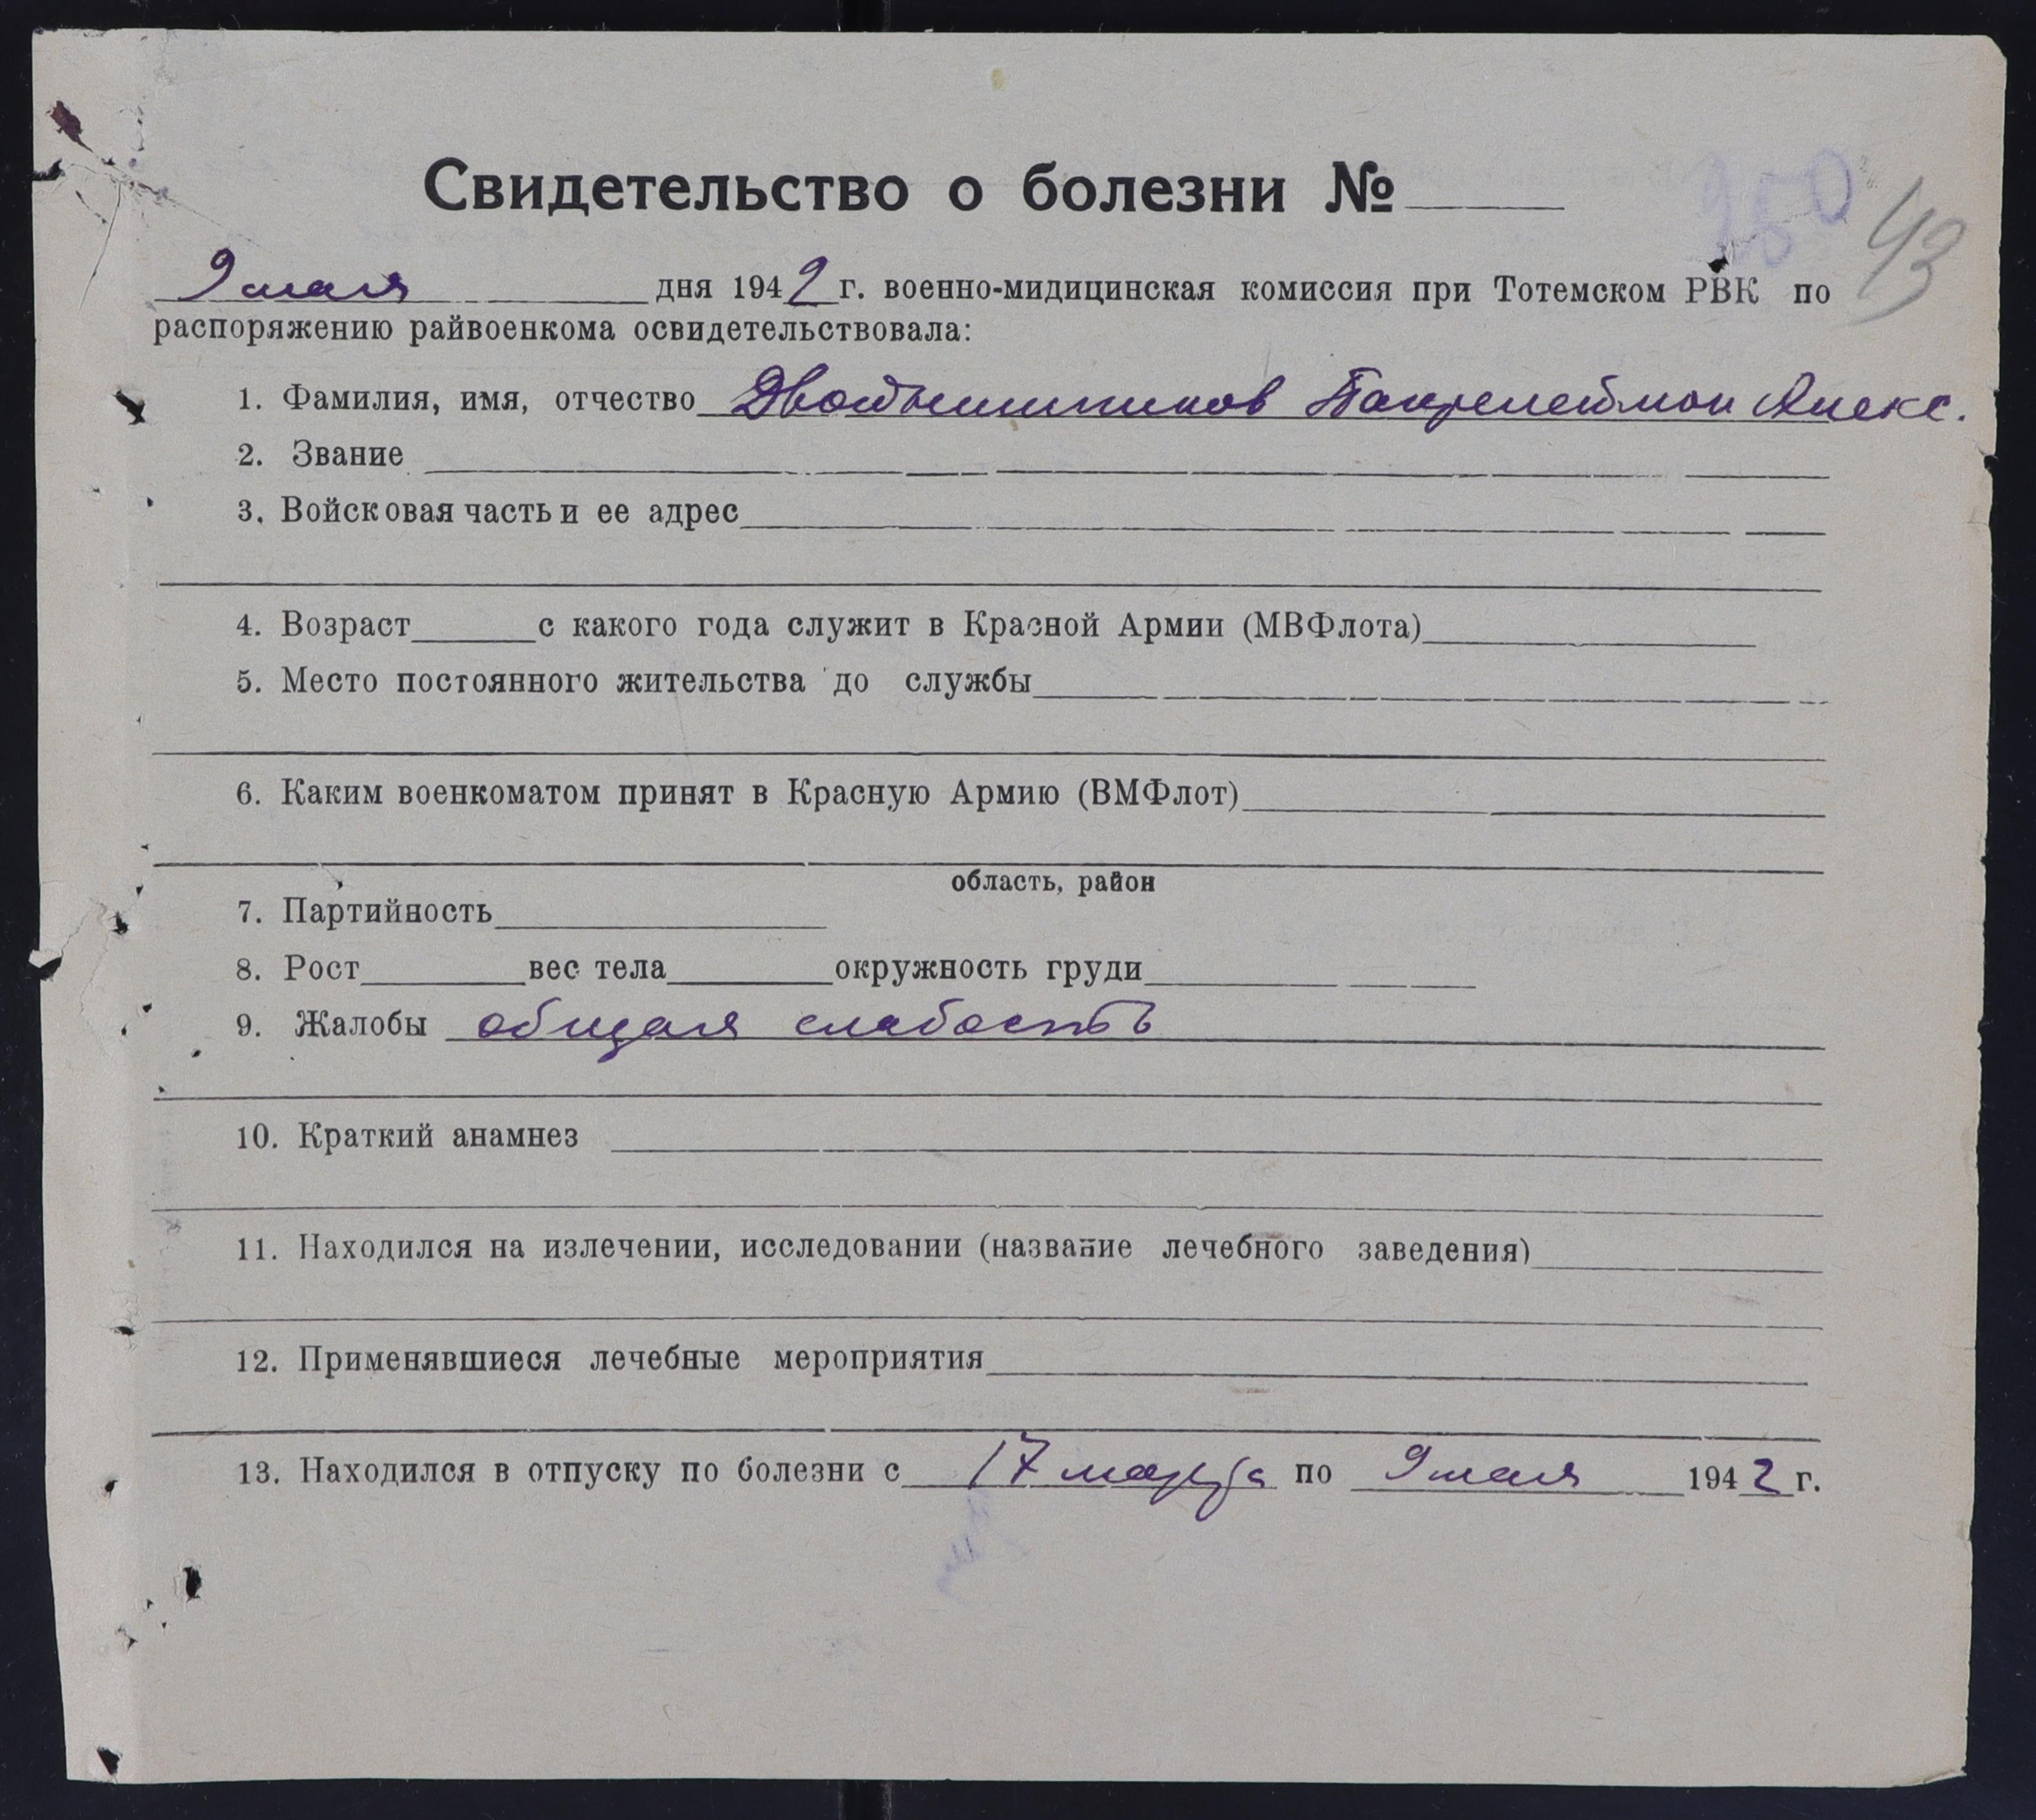 Свидетельство о болезни №
250
43
9 мая дня 1942 г. военно-мидицинская комиссия при Тотемском РВК по
распоряжению райвоенкома освидетельствовала:
1. Фамилия, имя, отчество Пантелеймон Алекс.
2. Звание
3. Войсковая часть и ее адрес
4. Возраст с какого года служит в Красной Армии (МВФлота)
5. Место постоянного жительства до службы
6. Каким военкоматом принят в Красную Армию (ВМФлот)
область, район
7. Партийность
8. Рост вес тела окружность груди
9. Жалобы общая слабость
10. Краткий анамнез
11. Находился на излечении, исследовании (название лечебного заведения)
12. Применявшиеся лечебные мероприятия
13. Находился в отпуску по болезни с 17 марта по 9 мая 1942 г.